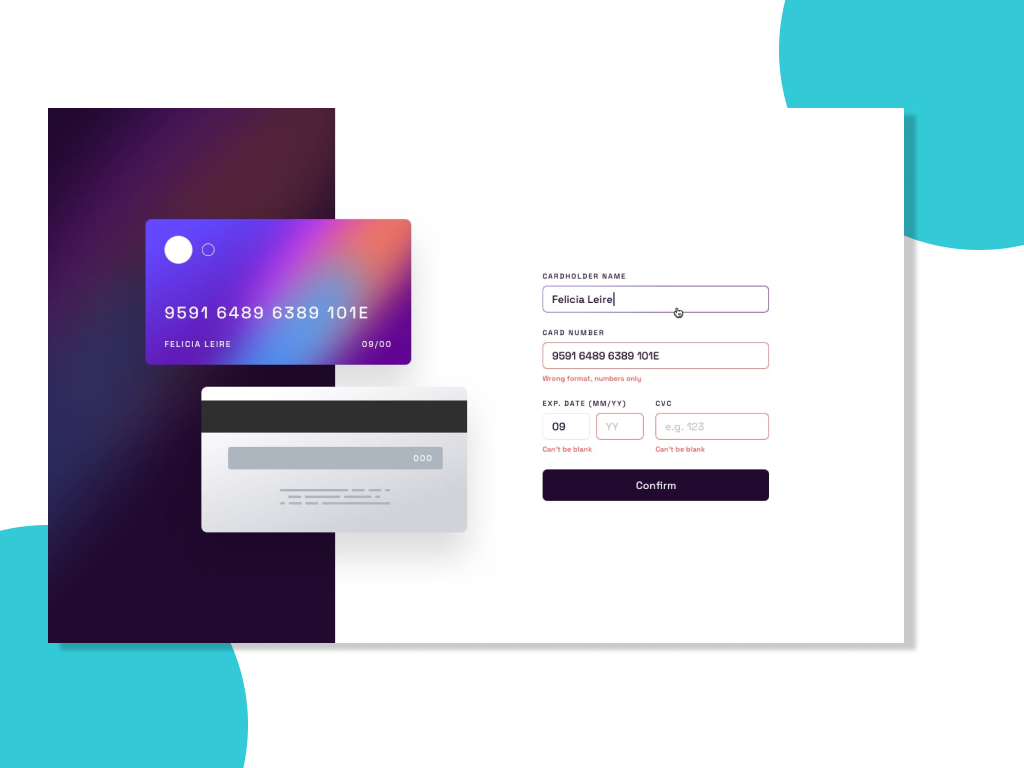 9591 6489 6389 101E
FELICIA LEIRE 09/00
000
CARDHOLDER NAME
Felicia Leire
CARD NUMBER
9591 6489 6389 101E
Wrong format, numbers only
EXP. DATE (MM/YY) CVC
09 YY e.g. 123
Can't be blank Can't be blank
Confirm